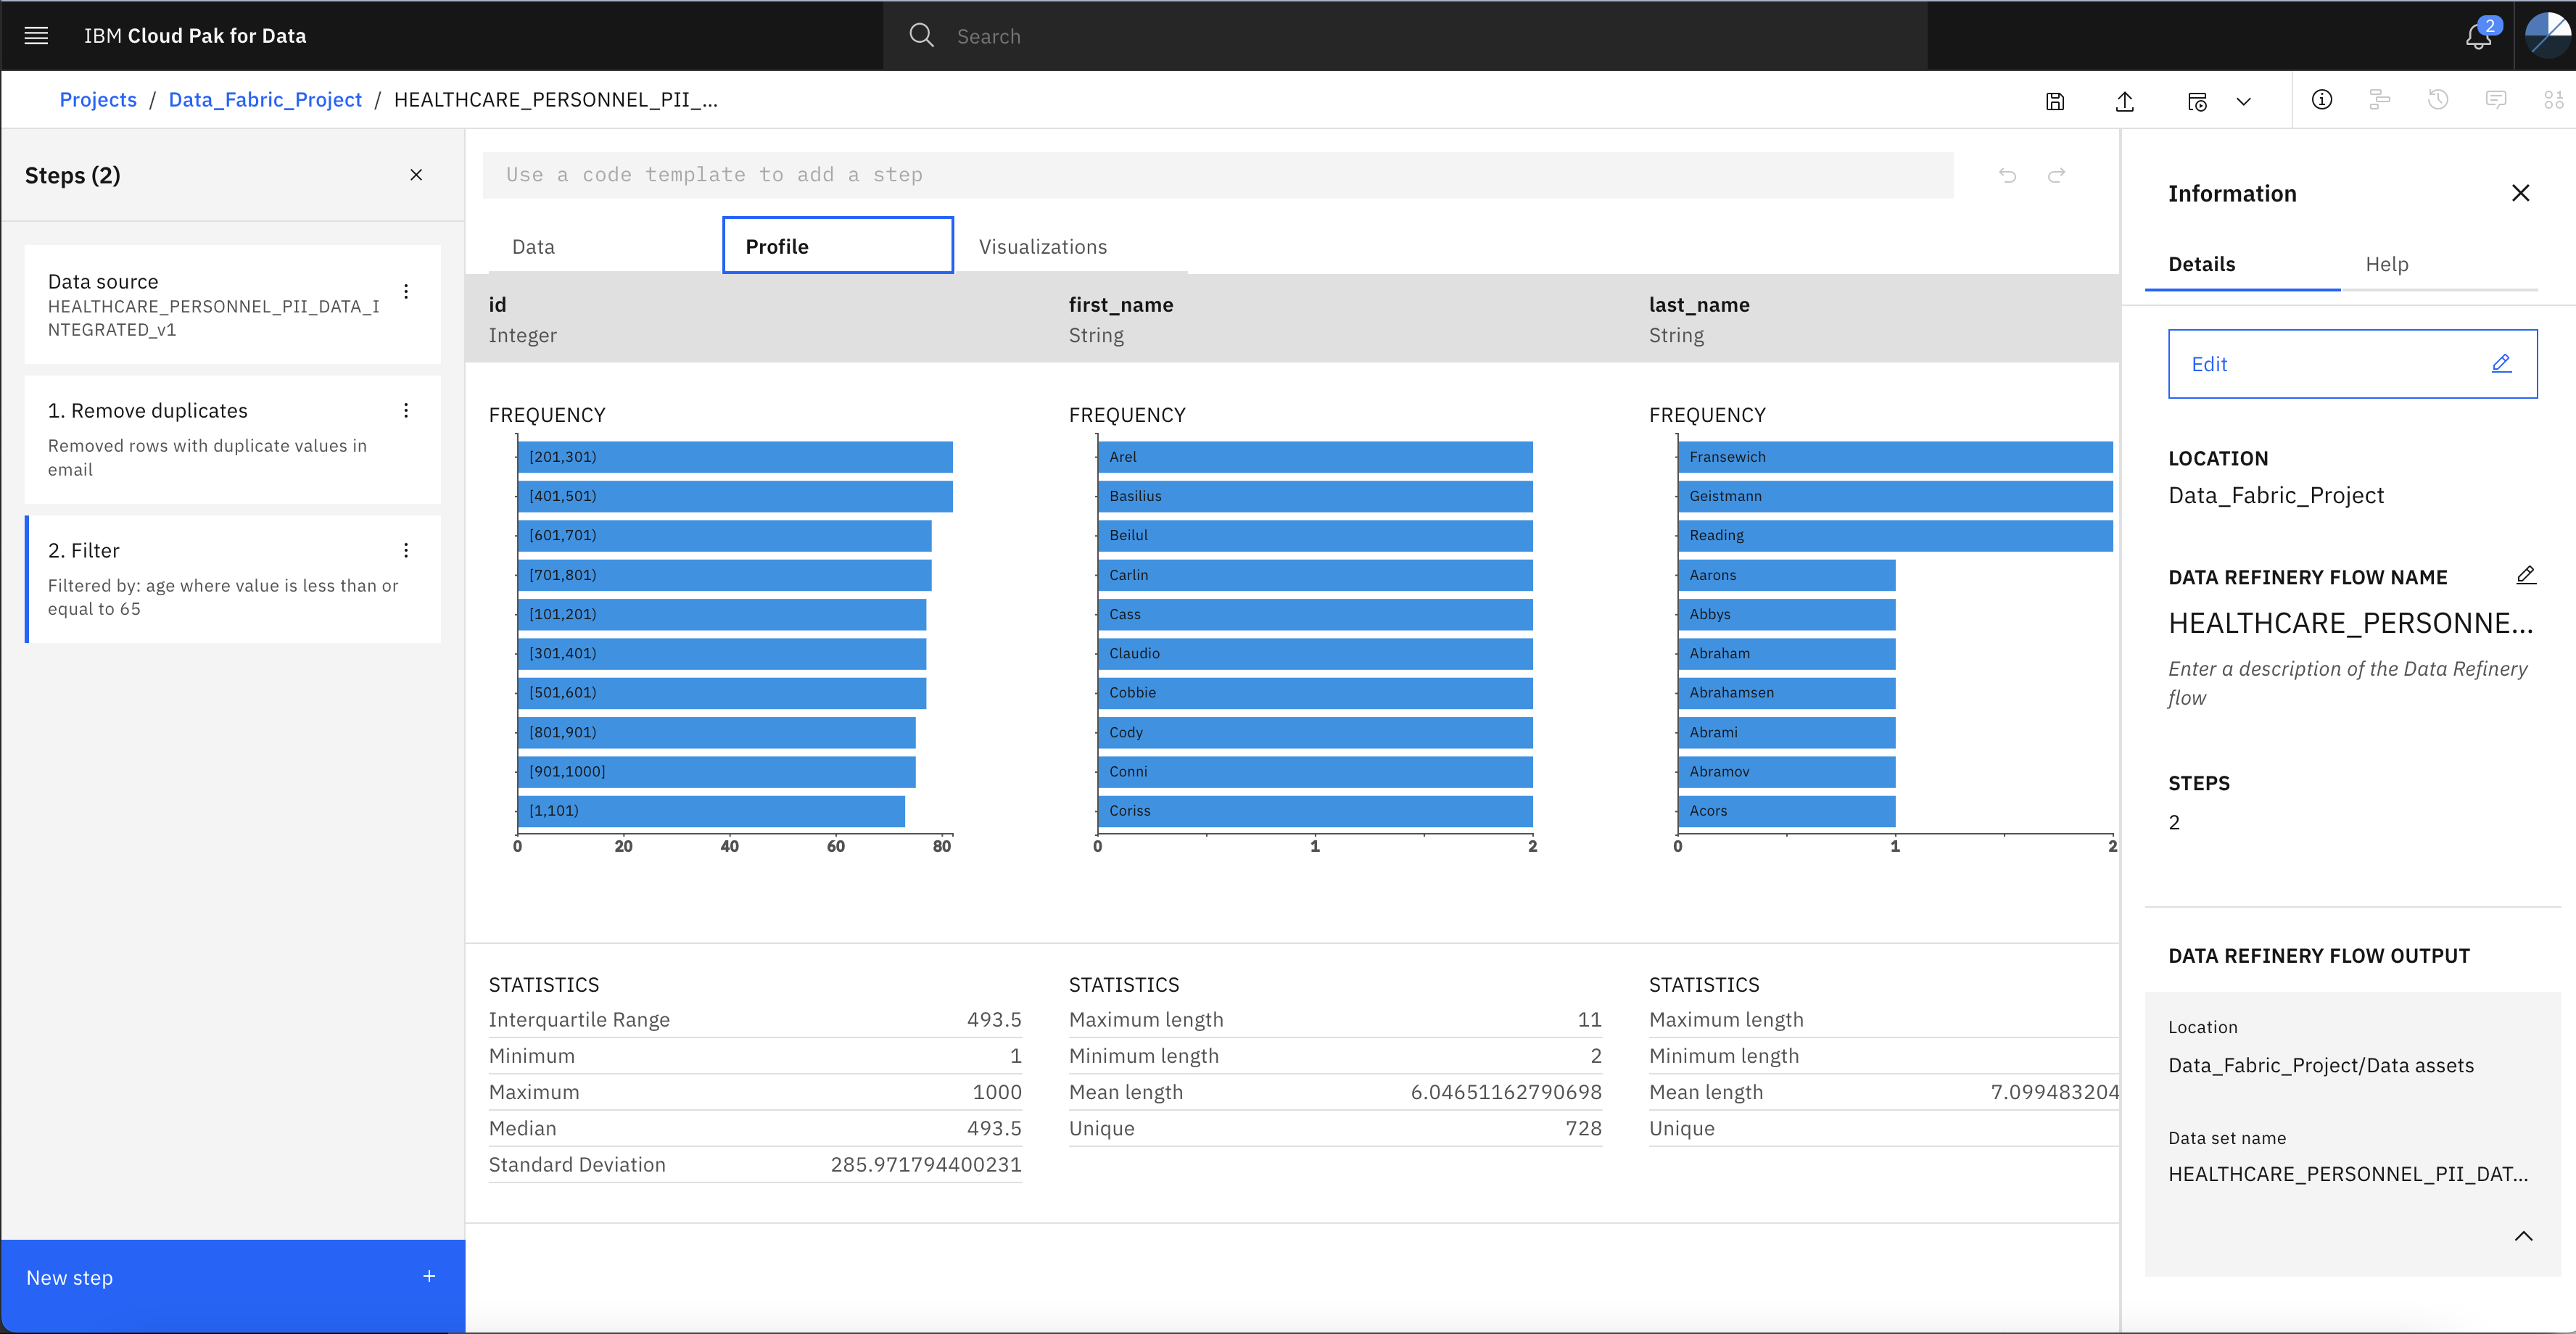 IBM Cloud Pak for Data
Search
2
Projects / Data_Fabric_Project / HEALTHCARE_PERSONNEL_PII_...
Steps (2)
Data source
HEALTHCARE_PERSONNEL_PII_DATA_I
NTEGRATED_v1
1. Remove duplicates
Removed rows with duplicate values in
email
2. Filter
Filtered by: age where value is less than or
equal to 65
New step
+
Use a code template to add a step
Data
Profile
Visualizations
id
Integer
FREQUENCY
[201,301)
[401,501)
[601,701)
[701,801)
[101,201)
[301,401)
[501,601)
[801,901)
[901,1000]
[1,101)
0 20 40 60 80
STATISTICS
Interquartile Range 493.5
Minimum 1
Maximum 1000
Median 493.5
Standard Deviation 285.971794400231
first_name
String
FREQUENCY
Arel
Basilius
Beilul
Carlin
Cass
Claudio
Cobbie
Cody
Conni
Coriss
0 1 2
STATISTICS
Maximum length 11
Minimum length 2
Mean length 6.04651162790698
Unique 728
last_name
String
FREQUENCY
Fransewich
Geistmann
Reading
Aarons
Abbys
Abraham
Abrahamsen
Abrami
Abramov
Acors
0 1 2
STATISTICS
Maximum length
Minimum length
Mean length 7.099483204
Unique
Information
Details
Help
Edit
LOCATION
Data_Fabric_Project
DATA REFINERY FLOW NAME
HEALTHCARE_PERSONNE...
Enter a description of the Data Refinery
flow
STEPS
2
DATA REFINERY FLOW OUTPUT
Location
Data_Fabric_Project/Data assets
Data set name
HEALTHCARE_PERSONNEL_PII_DAT...